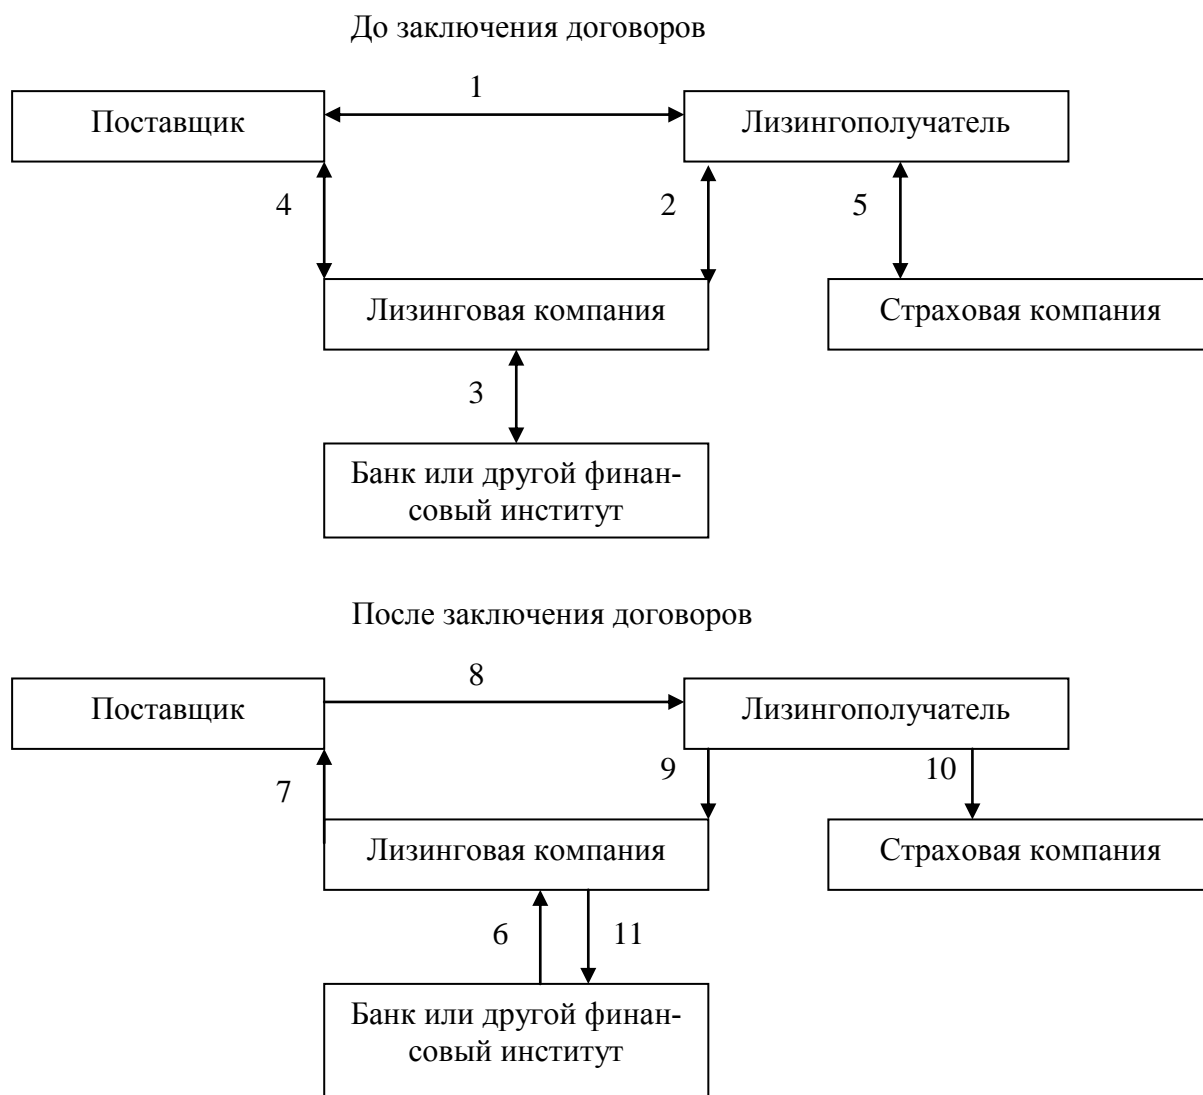 До заключения договоров
1
Поставщик
Лизингополучатель
4
2
5
Лизинговая компания
Страховая компания
3
Банк или другой финан-
совый институт
После заключения договоров
8
Поставщик
Лизингополучатель
7
9
10
Лизинговая компания
Страховая компания
6
11
Банк или другой финан-
совый институт